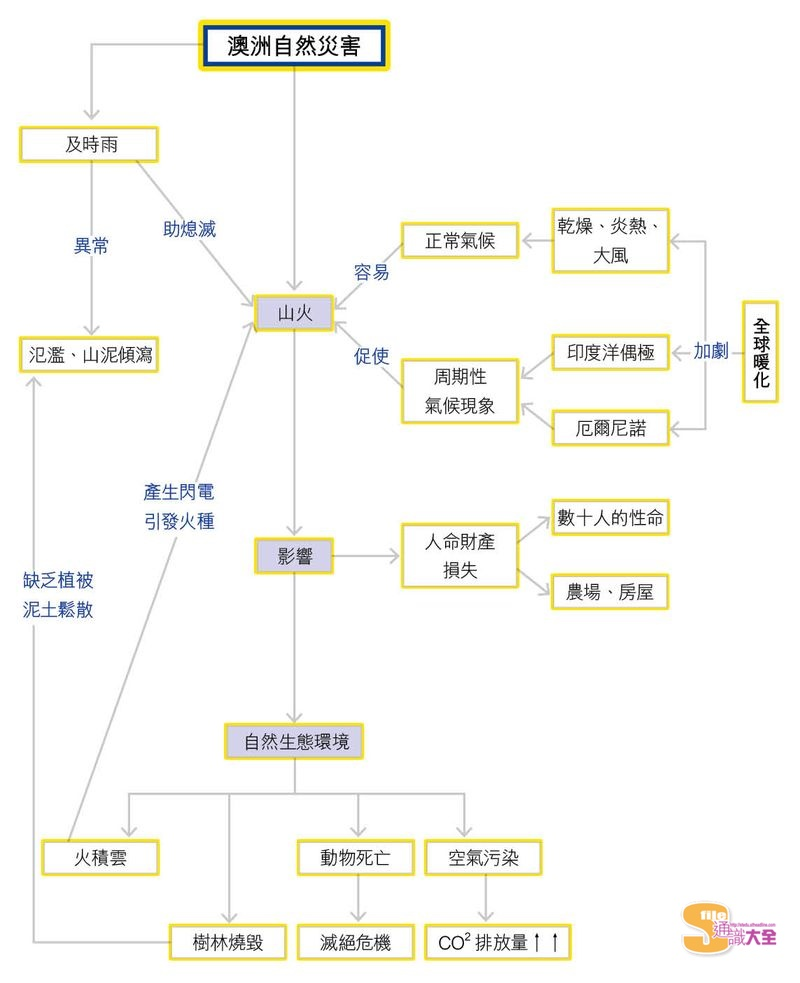 澳洲自然災害
及時雨
異常
助熄滅
氾濫、山泥傾瀉
山火
容易
促使
正常氣候
乾燥、炎熱、
大風
周期性
氣候現象
印度洋偶極
厄爾尼諾
加劇
全球暖化
產生閃電
引發火種
缺乏植被
泥土鬆散
影響
人命財產
損失
數十人的性命
農場、房屋
自然生態環境
火積雲
動物死亡
空氣污染
樹林燒毀
滅絕危機
CO² 排放量↑↑
S file
通識大全